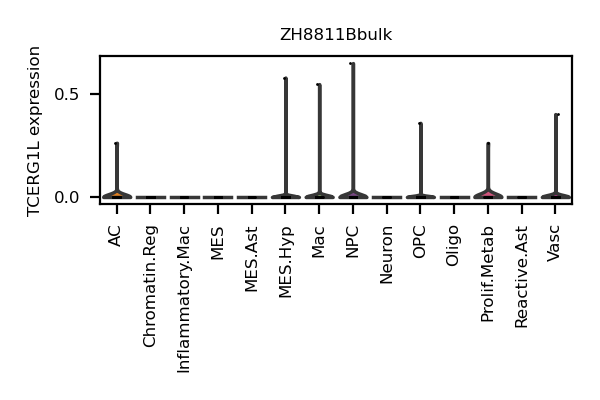 ZH8811Bbulk
TCERG1L expression
0.5
0.0
AC
Chromatin.Reg
Inflammatory.Mac
MES
MES.Ast
MES.Hyp
Mac
NPC
Neuron
OPC
Oligo
Prolif.Metab
Reactive.Ast
Vasc